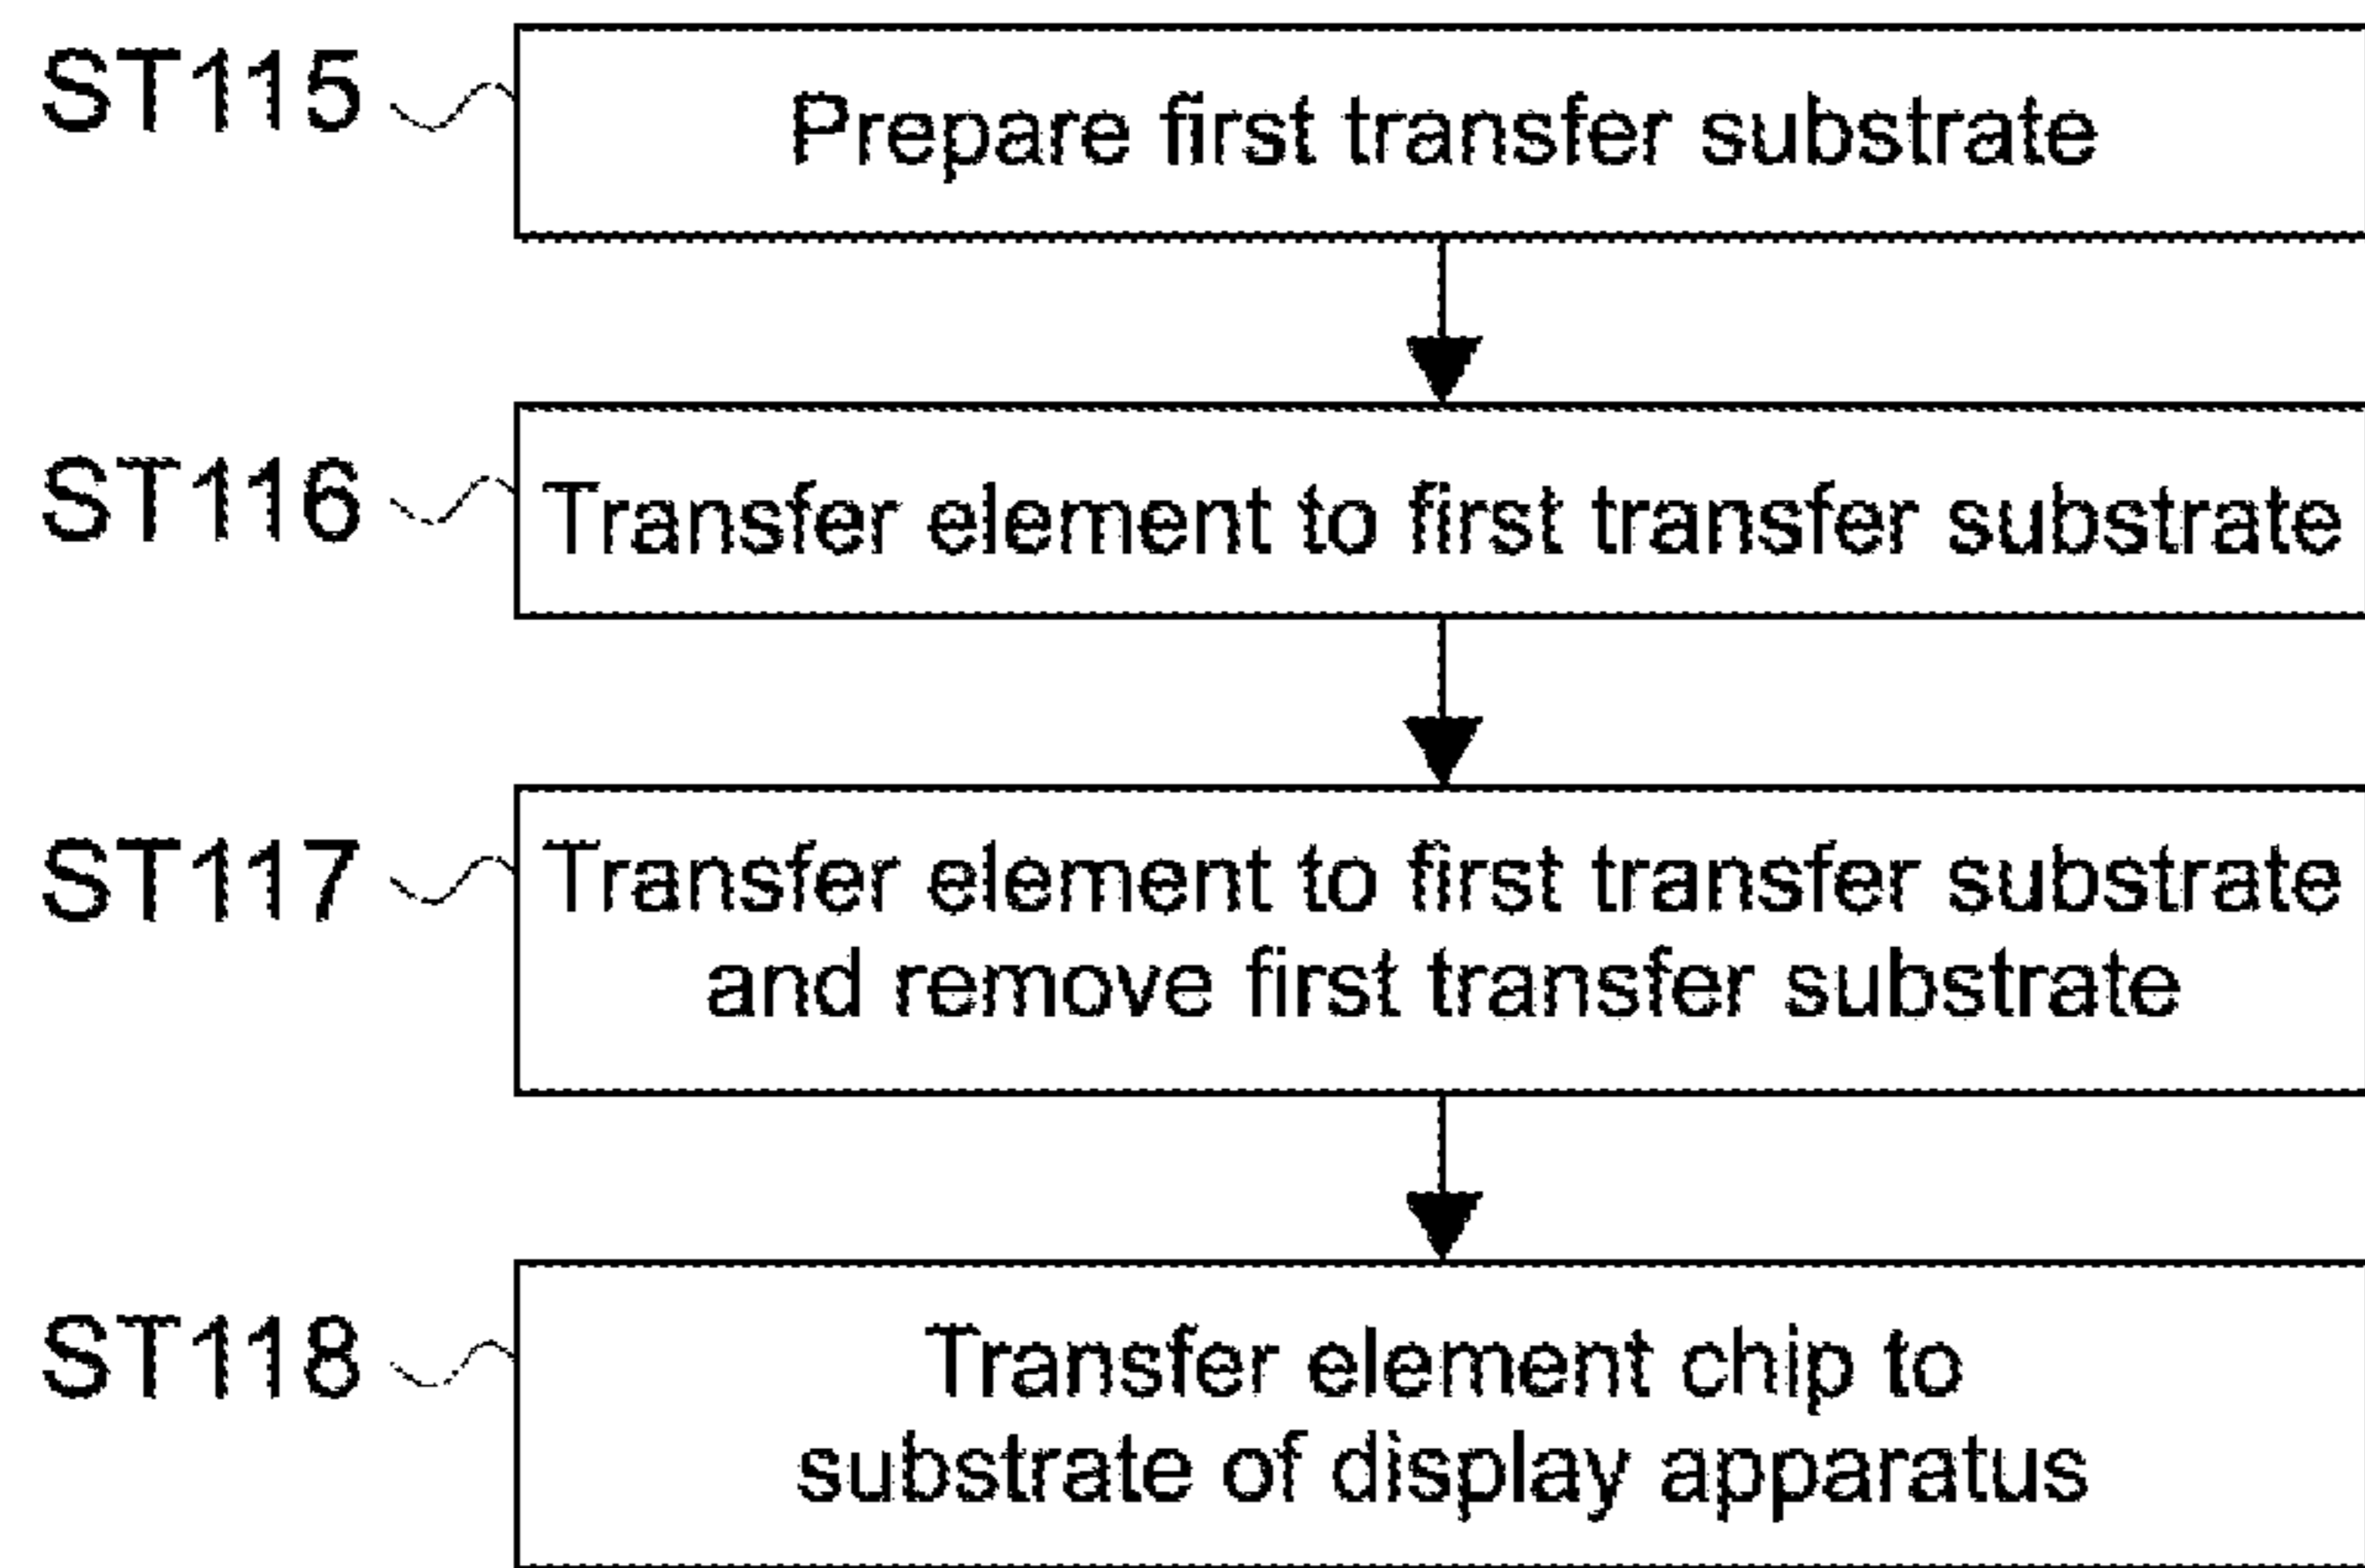 ST115
Prepare first transfer substrate
ST116
Transfer element to first transfer substrate
ST117
Transfer element to first transfer substrate
and remove first transfer substrate
ST118
Transfer element chip to
substrate of display apparatus